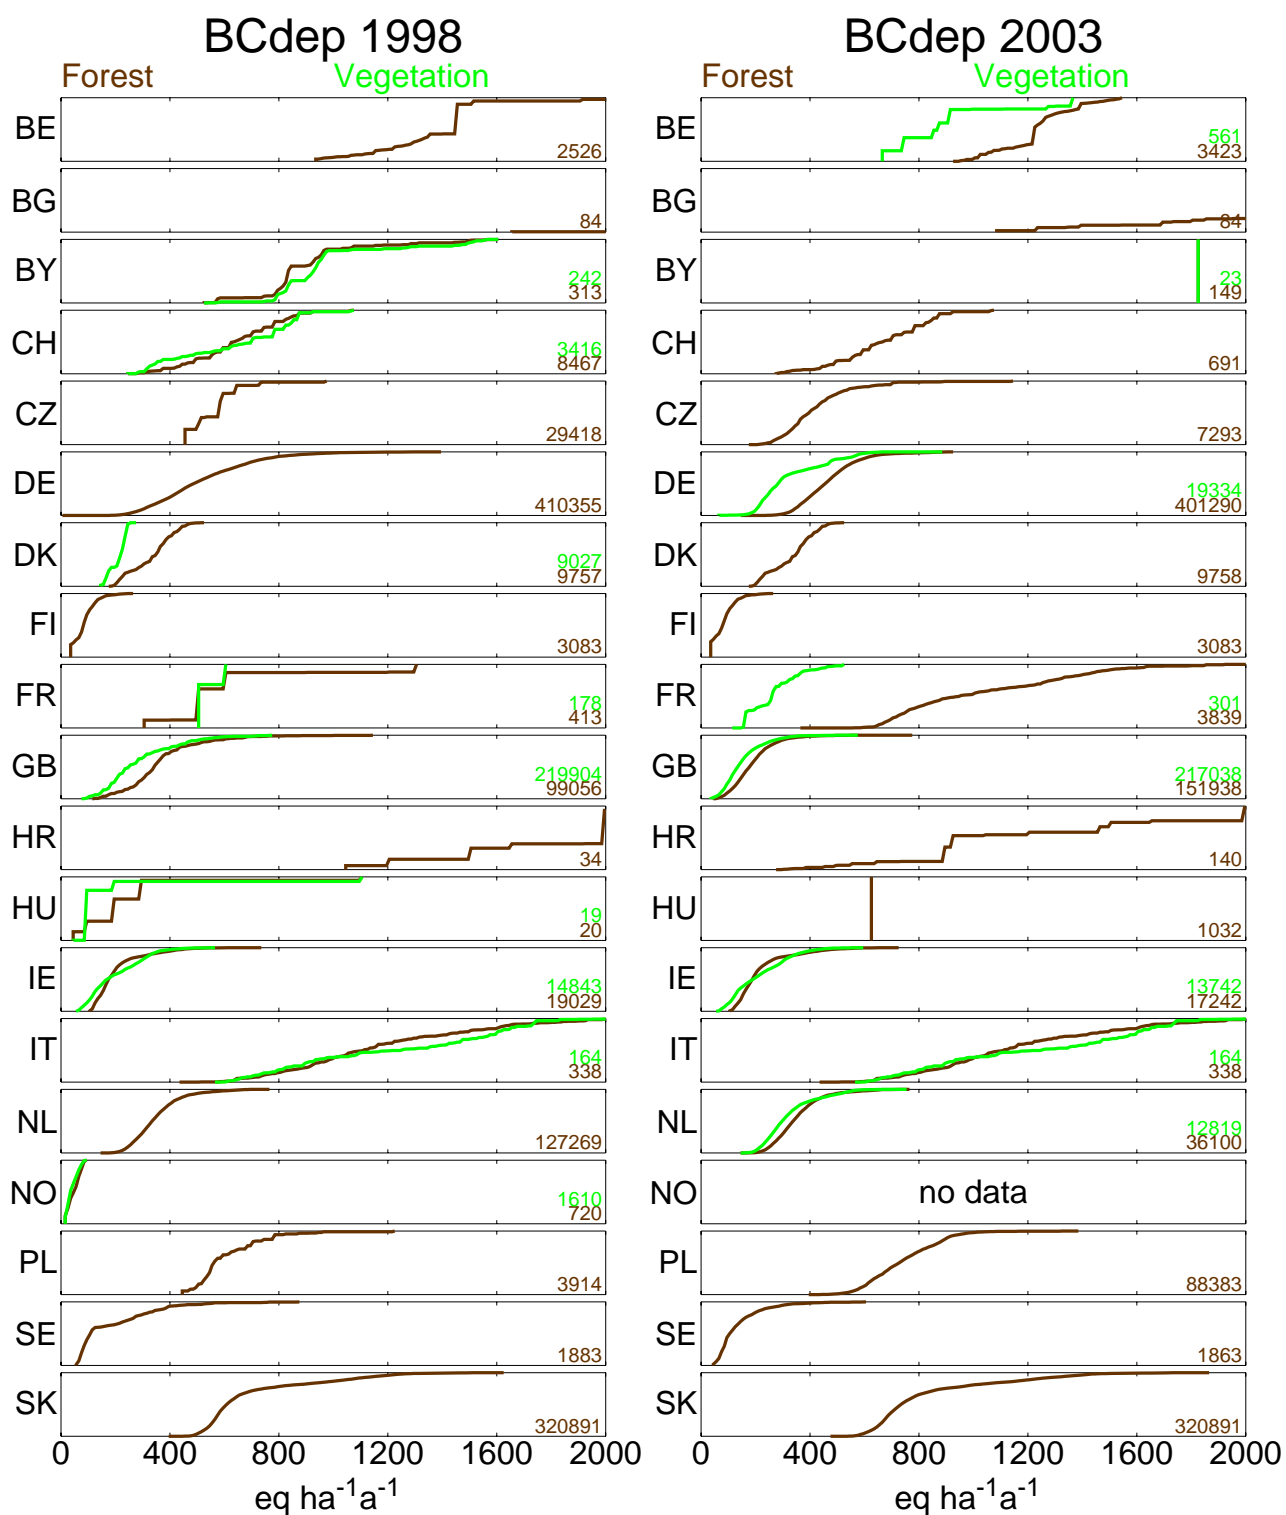 BCdep 1998
Forest Vegetation
BE 2526
BG 84
BY 242
313
CH 3416
8467
CZ 29418
DE 410355
DK 9027
9757
FI 3083
FR 178
413
GB 219904
99056
HR 34
HU 19
20
IE 14843
19029
IT 164
338
NL 127269
NO 1610
720
PL 3914
SE 1883
SK 320891
0 400 800 1200 1600 2000
eq ha⁻¹a⁻¹
BCdep 2003
Forest Vegetation
BE 561
3423
BG 84
BY 23
149
CH 691
CZ 7293
DE 19334
401290
DK 9758
FI 3083
FR 301
3839
GB 217038
151938
HR 140
HU 1032
IE 13742
17242
IT 164
338
NL 12819
36100
NO no data
PL 88383
SE 1863
SK 320891
0 400 800 1200 1600 2000
eq ha⁻¹a⁻¹